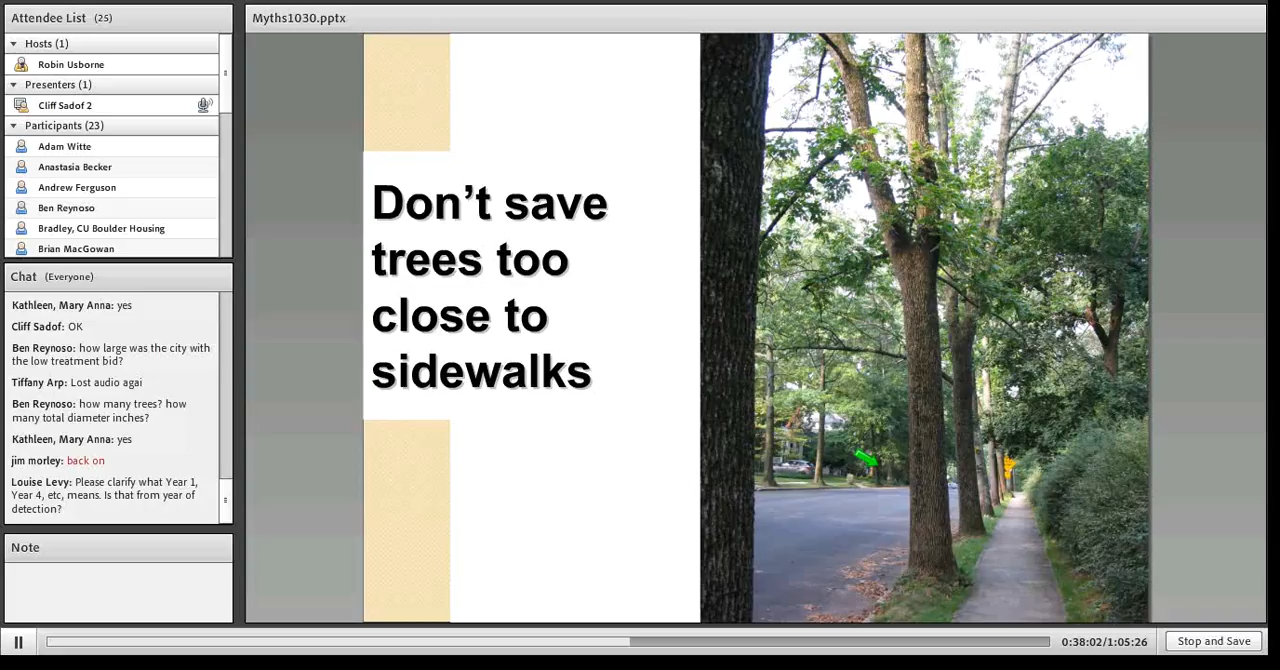 Attendee List (25)
Hosts (1)
Robin Usborne
Presenters (1)
Cliff Sadof 2
Participants (23)
Adam Witte
Anastasia Becker
Andrew Ferguson
Ben Reynoso
Bradley, CU Boulder Housing
Brian MacGowan
Chat (Everyone)
Kathleen, Mary Anna: yes
Cliff Sadof: OK
Ben Reynoso: how large was the city with
the low treatment bid?
Tiffany Arp: Lost audio agai
Ben Reynoso: how many trees? how
many total diameter inches?
Kathleen, Mary Anna: yes
jim morley: back on
Louise Levy: Please clarify what Year 1,
Year 4, etc, means. Is that from year of
detection?
Note
Myths1030.pptx
Don’t save
trees too
close to
sidewalks
0:38:02/1:05:26
Stop and Save